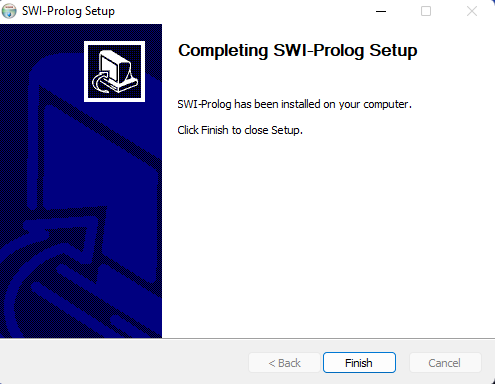 SWI-Prolog Setup
Completing SWI-Prolog Setup
SWI-Prolog has been installed on your computer.
Click Finish to close Setup.
< Back
Finish
Cancel